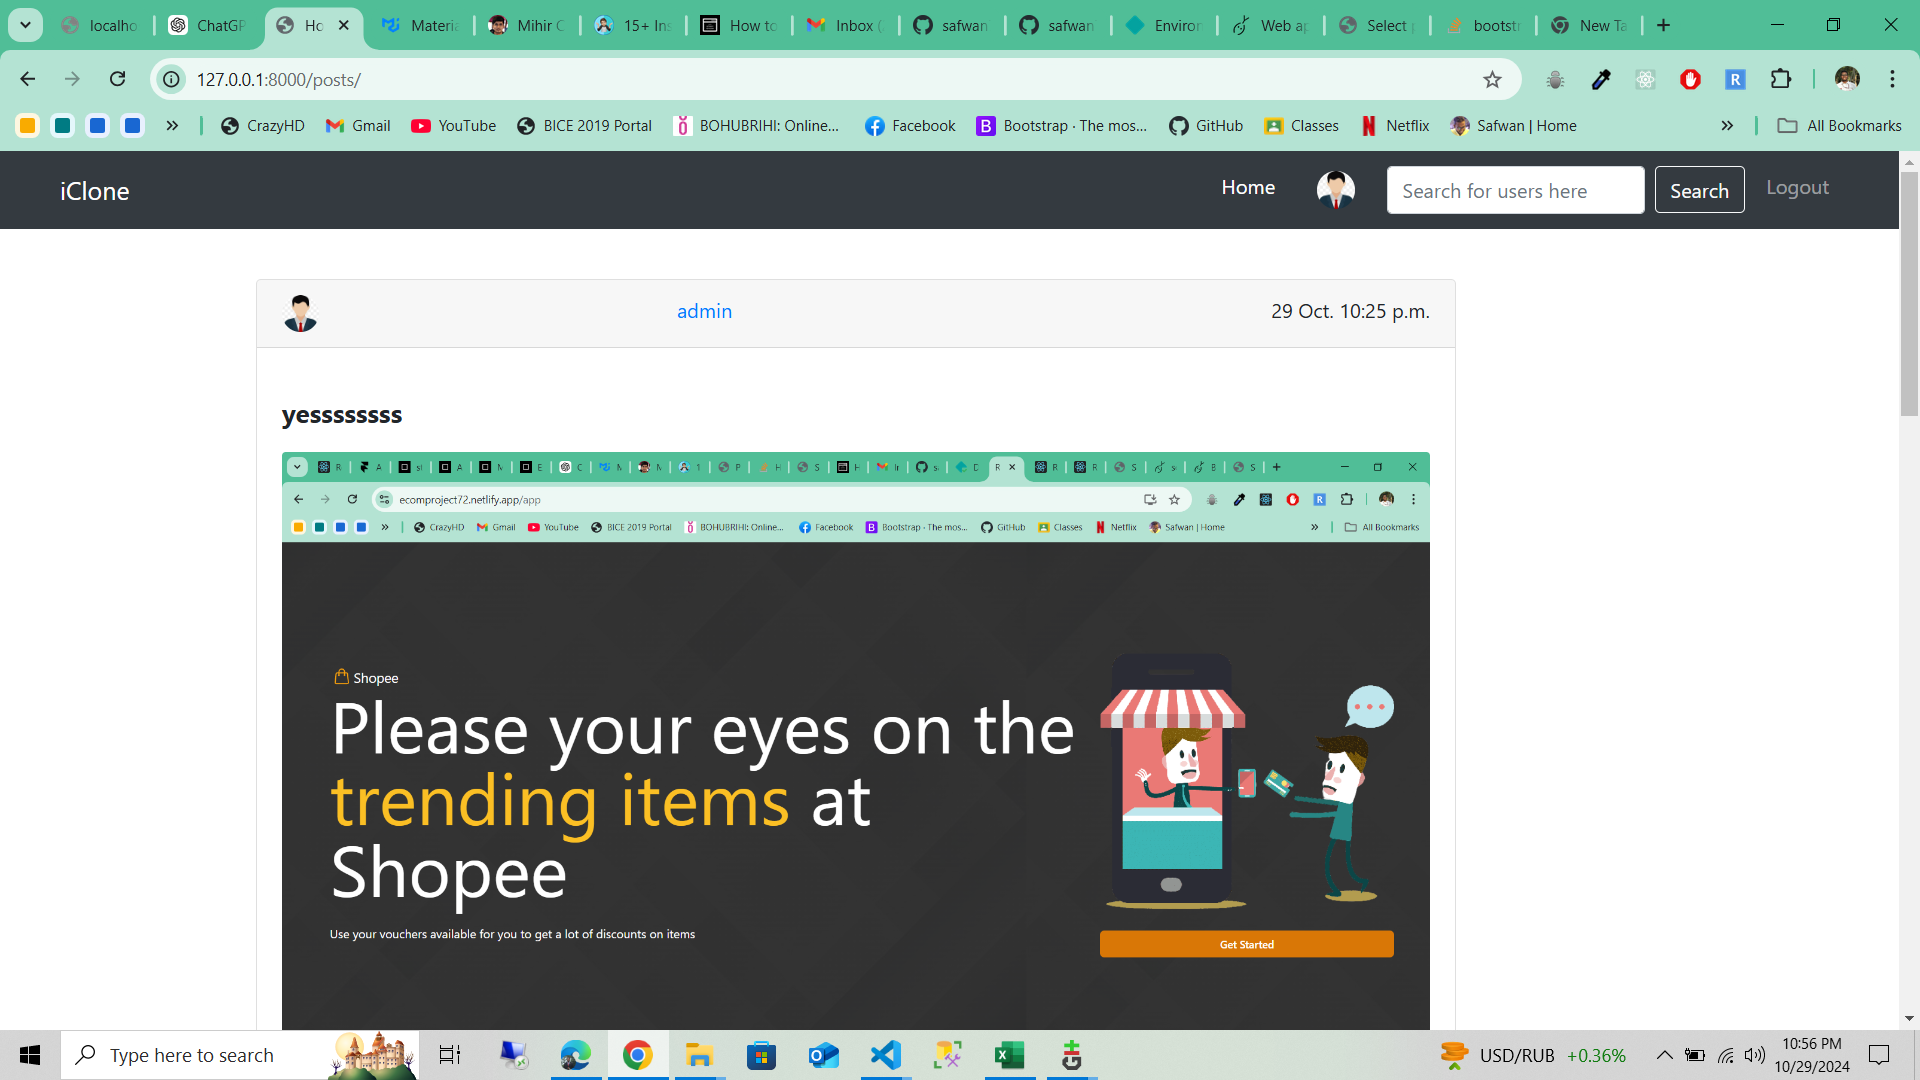 localho
ChatGP
Ho
Materia
Mihir C
15+ Ins
How to
Inbox (
safwan
safwan
Environ
Web ap
Select p
bootstr
New Ta
127.0.0.1:8000/posts/
CrazyHD
Gmail
YouTube
BICE 2019 Portal
BOHUBRIHI: Online...
Facebook
Bootstrap · The mos...
GitHub
Classes
Netflix
Safwan | Home
All Bookmarks
iClone
Home
Search for users here
Search
Logout
admin
29 Oct. 10:25 p.m.
yessssssss
ecomproject72.netlify.app/app
CrazyHD
Gmail
YouTube
BICE 2019 Portal
BOHUBRIHI: Online...
Facebook
Bootstrap · The mos...
GitHub
Classes
Netflix
Safwan | Home
All Bookmarks
Shopee
Please your eyes on the
trending items at
Shopee
Use your vouchers available for you to get a lot of discounts on items
Get Started
Type here to search
USD/RUB +0.36%
10:56 PM
10/29/2024